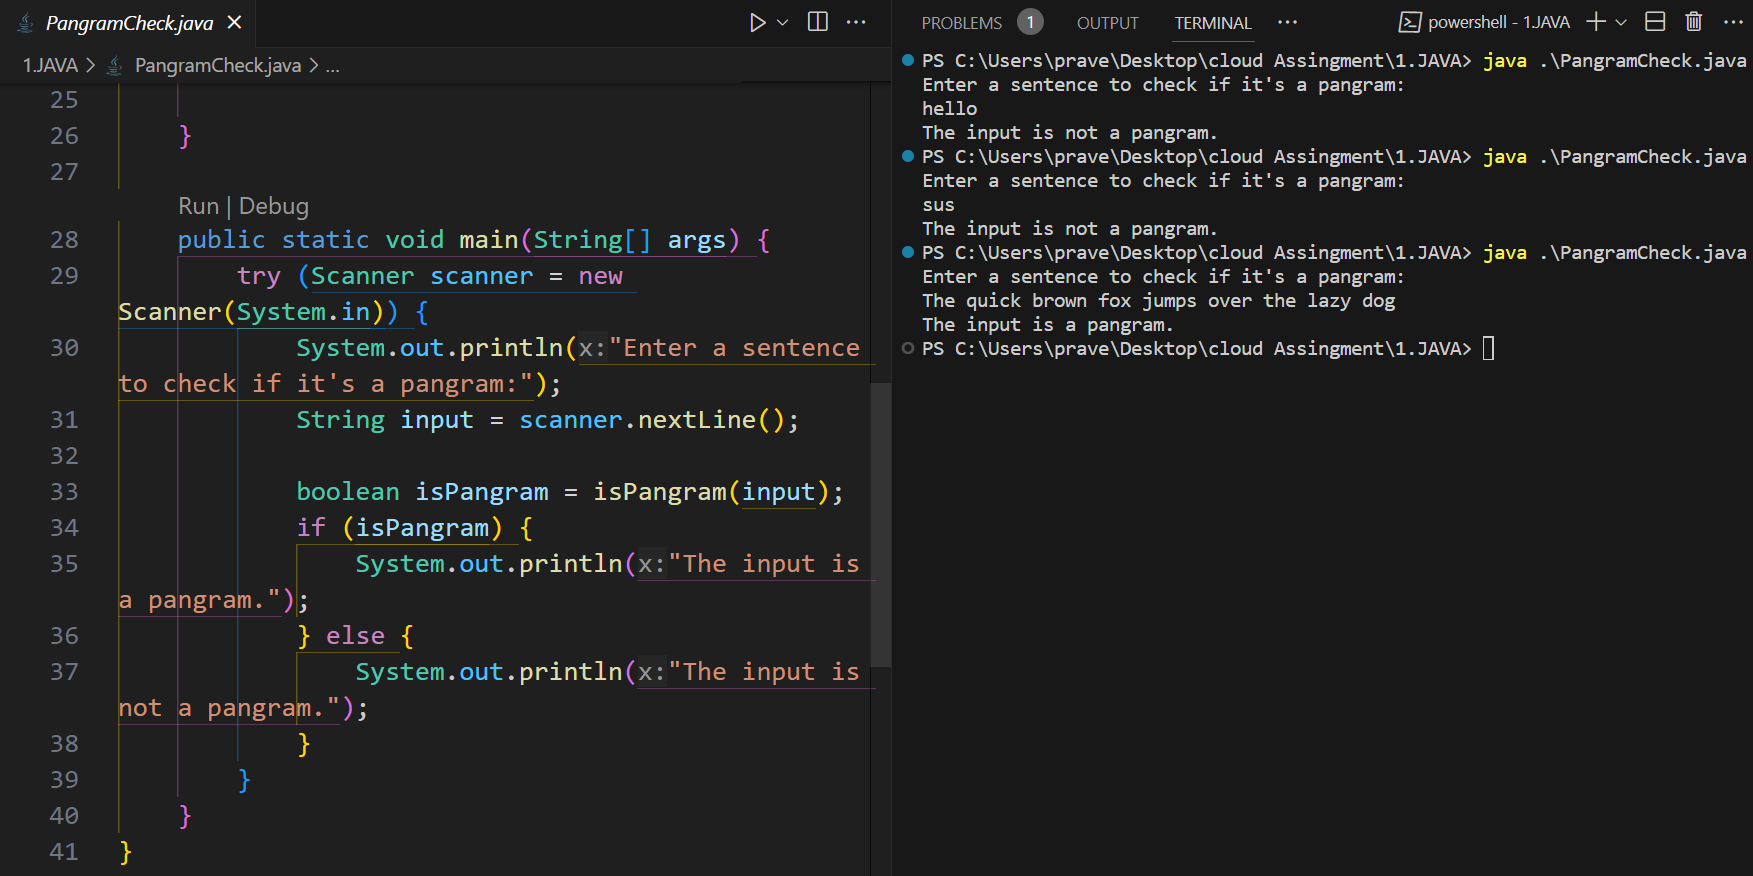 PangramCheck.java
1.JAVA > PangramCheck.java > ...
25
26 }
27
Run | Debug
28 public static void main(String[] args) {
29 try (Scanner scanner = new
Scanner(System.in)) {
30 System.out.println(x:"Enter a sentence
to check if it's a pangram:");
31 String input = scanner.nextLine();
32
33 boolean isPangram = isPangram(input);
34 if (isPangram) {
35 System.out.println(x:"The input is
a pangram.");
36 } else {
37 System.out.println(x:"The input is
not a pangram.");
38 }
39 }
40 }
41 }
PROBLEMS 1 OUTPUT TERMINAL ... powershell - 1.JAVA
PS C:\Users\prave\Desktop\cloud Assingment\1.JAVA> java .\PangramCheck.java
Enter a sentence to check if it's a pangram:
hello
The input is not a pangram.
PS C:\Users\prave\Desktop\cloud Assingment\1.JAVA> java .\PangramCheck.java
Enter a sentence to check if it's a pangram:
sus
The input is not a pangram.
PS C:\Users\prave\Desktop\cloud Assingment\1.JAVA> java .\PangramCheck.java
Enter a sentence to check if it's a pangram:
The quick brown fox jumps over the lazy dog
The input is a pangram.
PS C:\Users\prave\Desktop\cloud Assingment\1.JAVA>